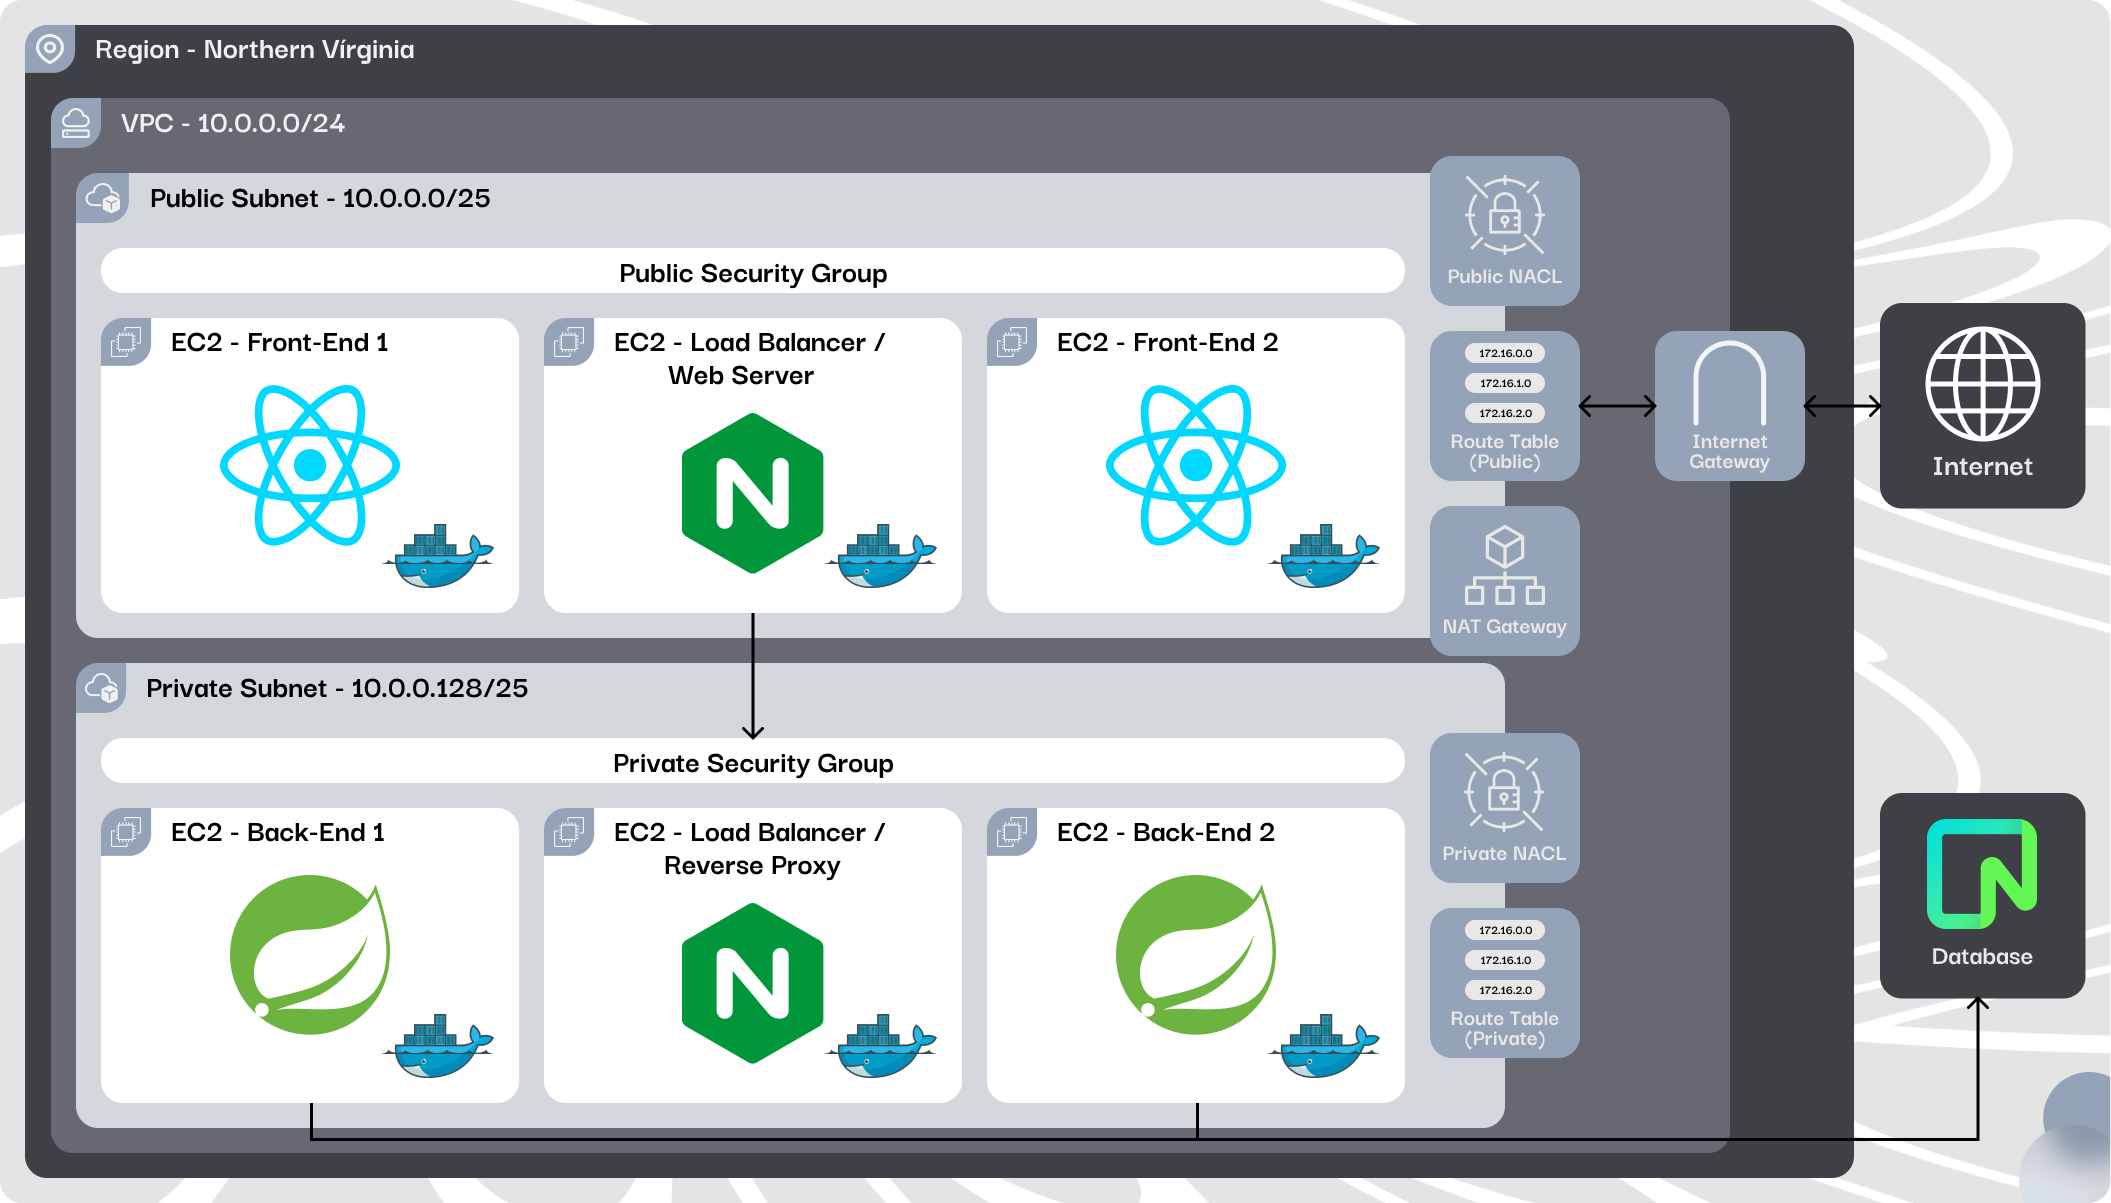 Region - Northern Vírginia
VPC - 10.0.0.0/24
Public Subnet - 10.0.0.0/25
Public Security Group
EC2 - Front-End 1
EC2 - Load Balancer /
Web Server
EC2 - Front-End 2
Public NACL
172.16.0.0
172.16.1.0
172.16.2.0
Route Table
(Public)
NAT Gateway
Internet
Gateway
Internet
Private Subnet - 10.0.0.128/25
Private Security Group
EC2 - Back-End 1
EC2 - Load Balancer /
Reverse Proxy
EC2 - Back-End 2
Private NACL
172.16.0.0
172.16.1.0
172.16.2.0
Route Table
(Private)
Database